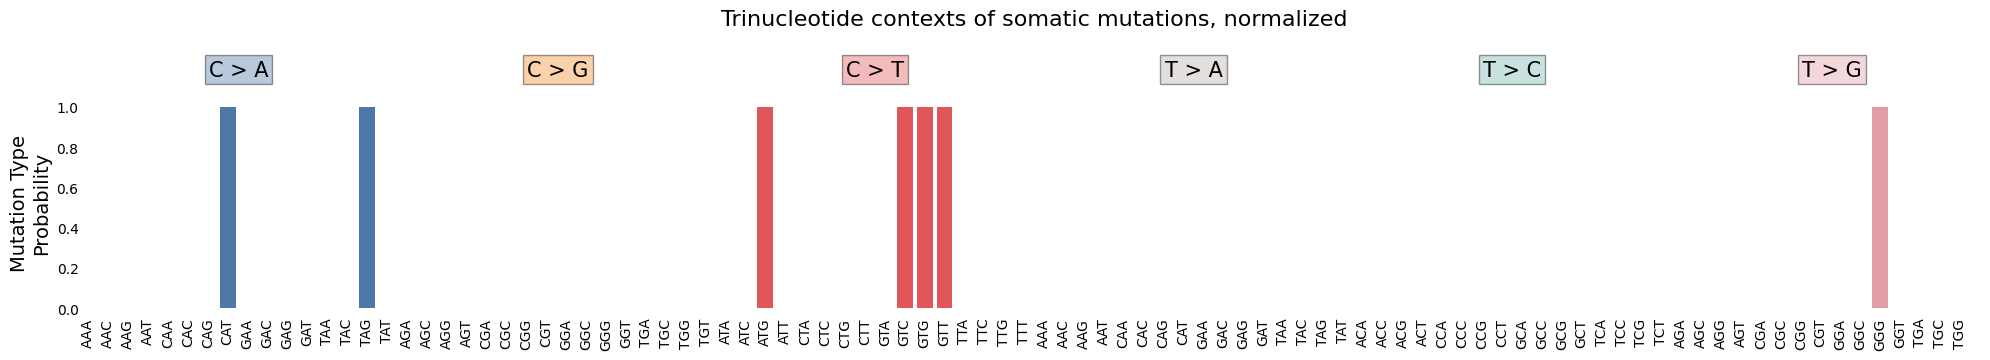 Trinucleotide contexts of somatic mutations, normalized
C > A C > G C > T T > A T > C T > G
Mutation Type
Probability
1.0
0.8
0.6
0.4
0.2
0.0
AAA AAC AAG AAT CAA CAC CAG CAT GAA GAC GAG GAT TAA TAC TAG TAT AGA AGC AGG AGT CGA CGC CGG CGT GGA GGC GGG GGT TGA TGC TGG TGT ATA ATC ATG ATT CTA CTC CTG CTT GTA GTC GTG GTT TTA TTC TTG TTT AAA AAC AAG AAT CAA CAC CAG CAT GAA GAC GAG GAT TAA TAC TAG TAT ACA ACC ACG ACT CCA CCC CCG CCT GCA GCC GCG GCT TCA TCC TCG TCT AGA AGC AGG AGT CGA CGC CGG CGT GGA GGC GGG GGT TGA TGC TGG